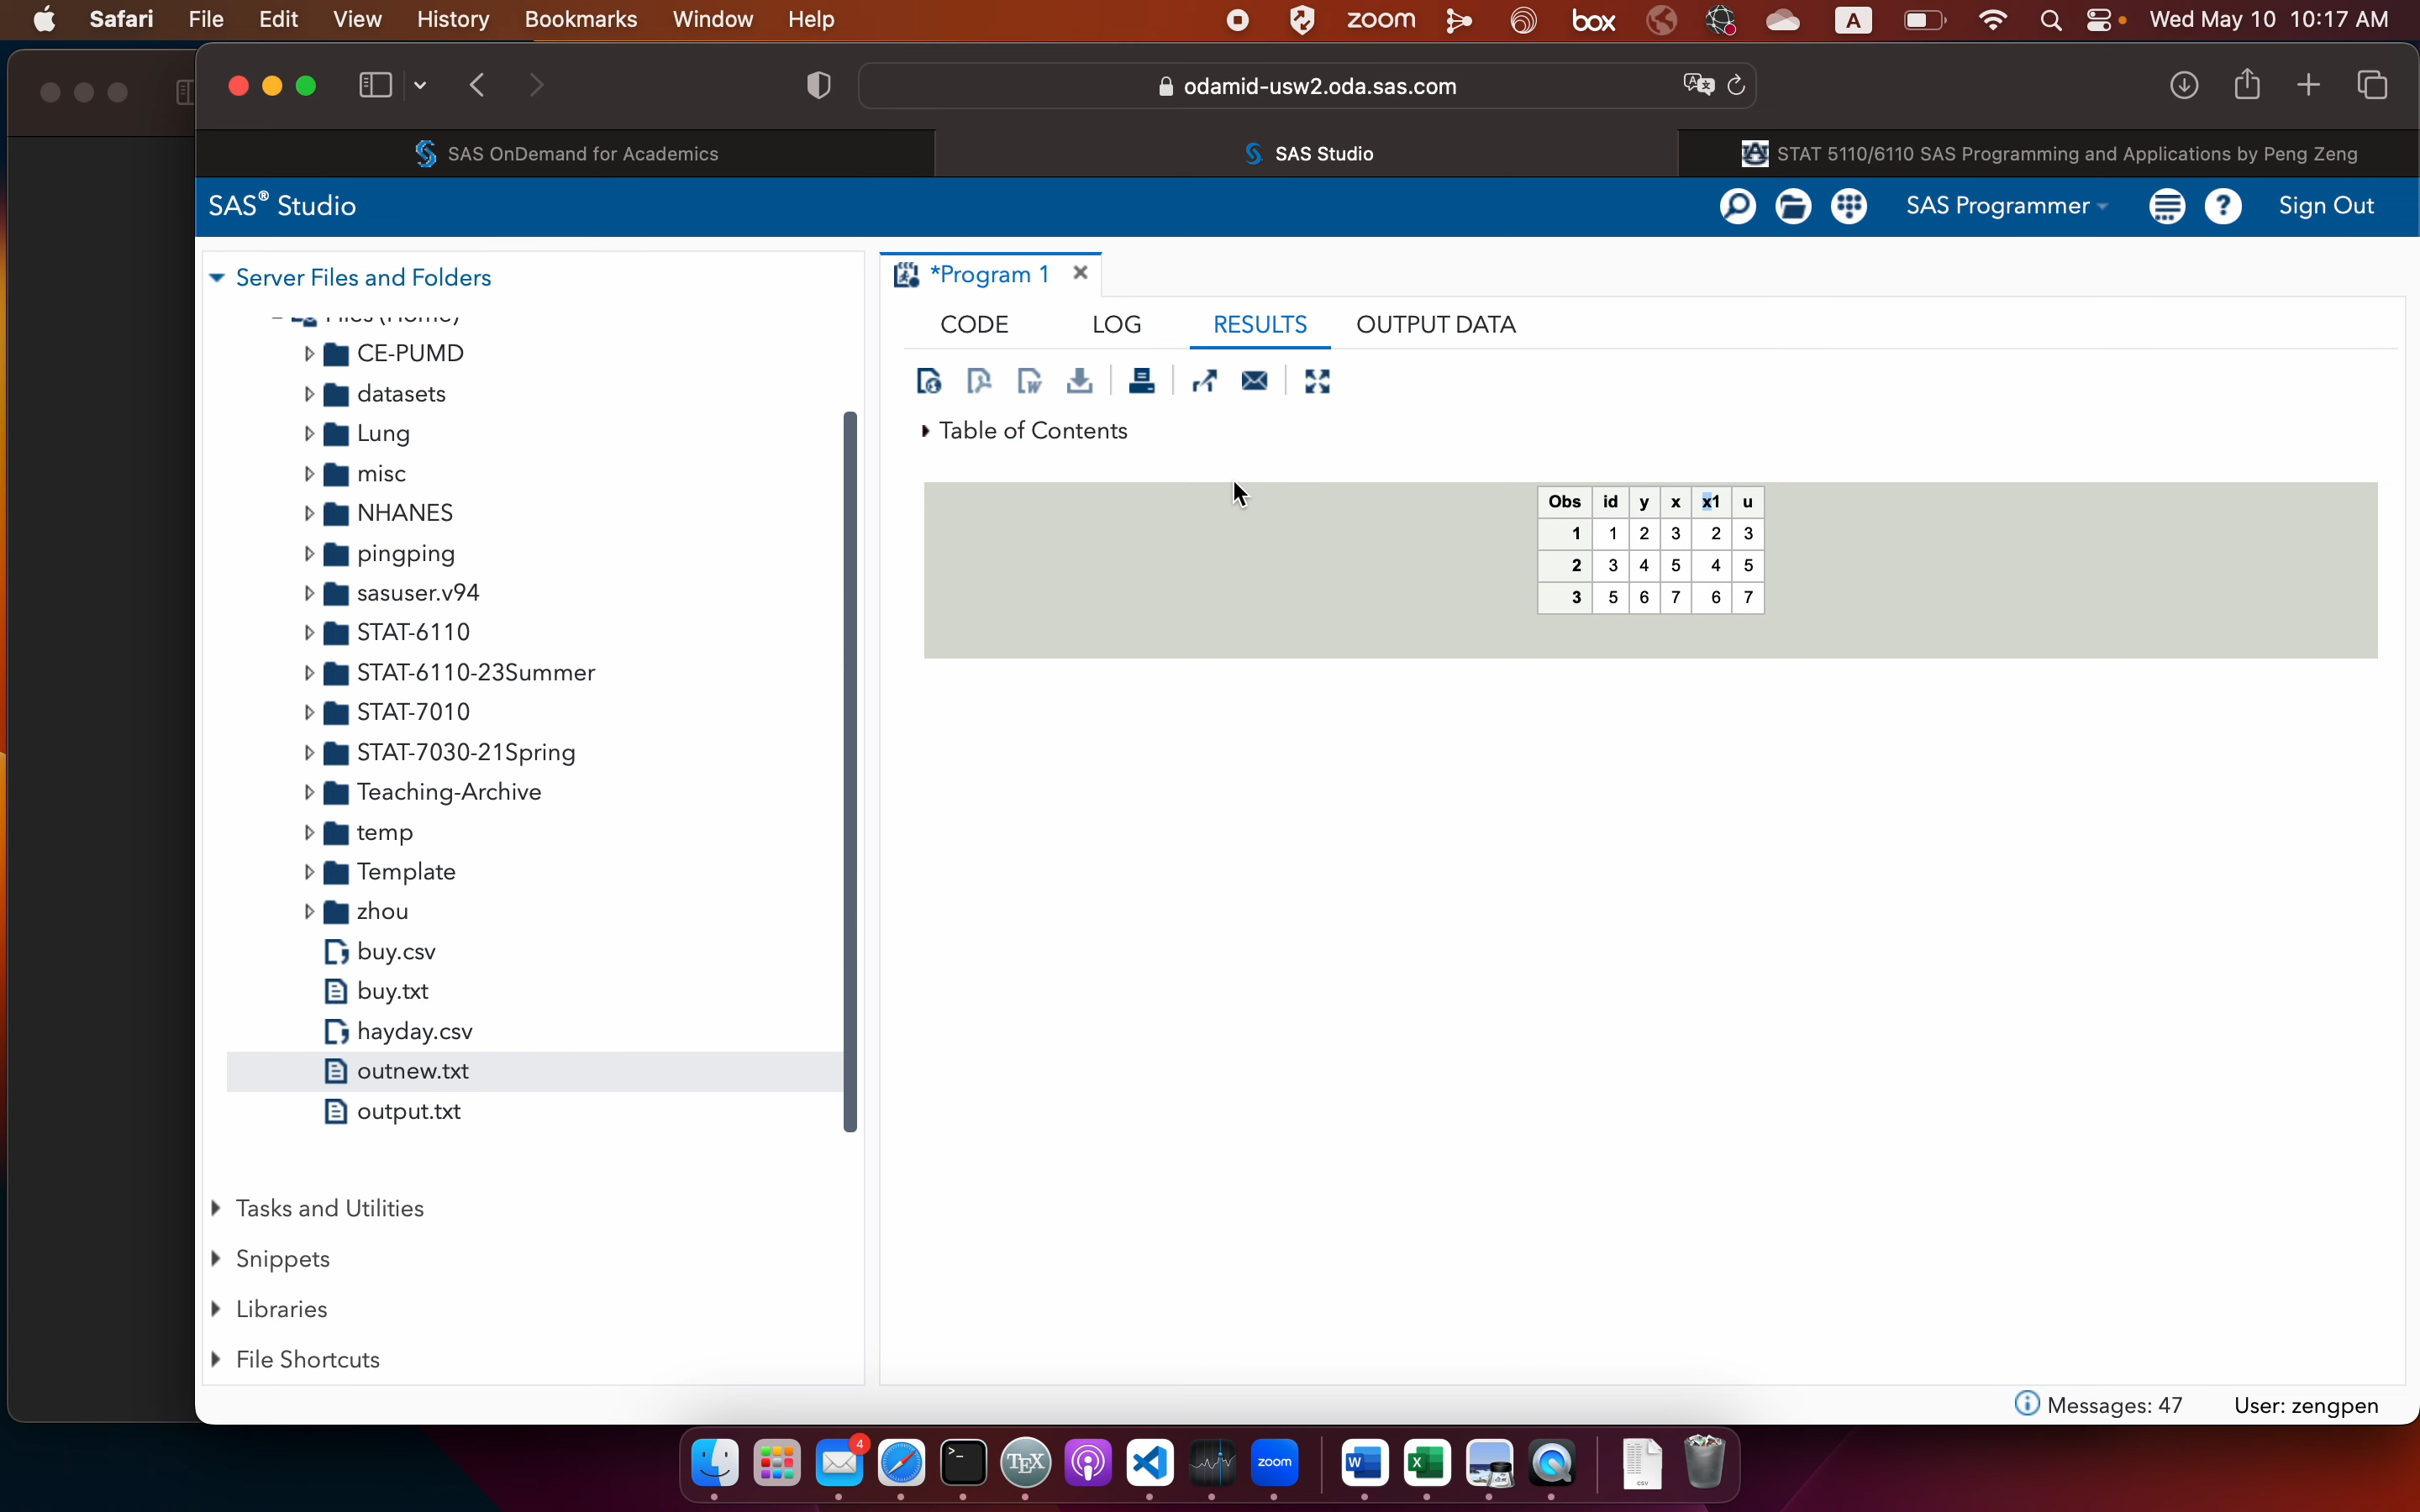 Safari File Edit View History Bookmarks Window Help zoom box A Wed May 10 10:17 AM
odamid-usw2.oda.sas.com
SAS OnDemand for Academics SAS Studio STAT 5110/6110 SAS Programming and Applications by Peng Zeng
SAS® Studio SAS Programmer ? Sign Out
Server Files and Folders
*Program 1
Files (Home)
CODE LOG RESULTS OUTPUT DATA
CE-PUMD
datasets
Lung
misc
NHANES
pingping
sasuser.v94
STAT-6110
STAT-6110-23Summer
STAT-7010
STAT-7030-21Spring
Teaching-Archive
temp
Template
zhou
buy.csv
buy.txt
hayday.csv
outnew.txt
output.txt
Tasks and Utilities
Snippets
Libraries
File Shortcuts
Table of Contents
Obs id y x x1 u
1 1 2 3 2 3
2 3 4 5 4 5
3 5 6 7 6 7
Messages: 47 User: zengpen
4 TEX zoom W X CSV